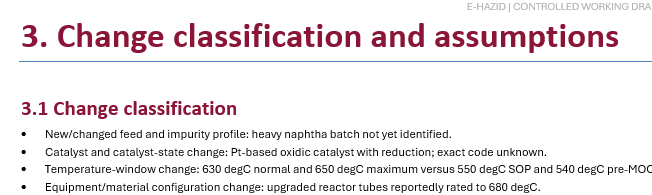 E-HAZID | CONTROLLED WORKING DRA
3. Change classification and assumptions
3.1 Change classification
• New/changed feed and impurity profile: heavy naphtha batch not yet identified.
• Catalyst and catalyst-state change: Pt-based oxidic catalyst with reduction; exact code unknown.
• Temperature-window change: 630 degC normal and 650 degC maximum versus 550 degC SOP and 540 degC pre-MOC
• Equipment/material configuration change: upgraded reactor tubes reportedly rated to 680 degC.